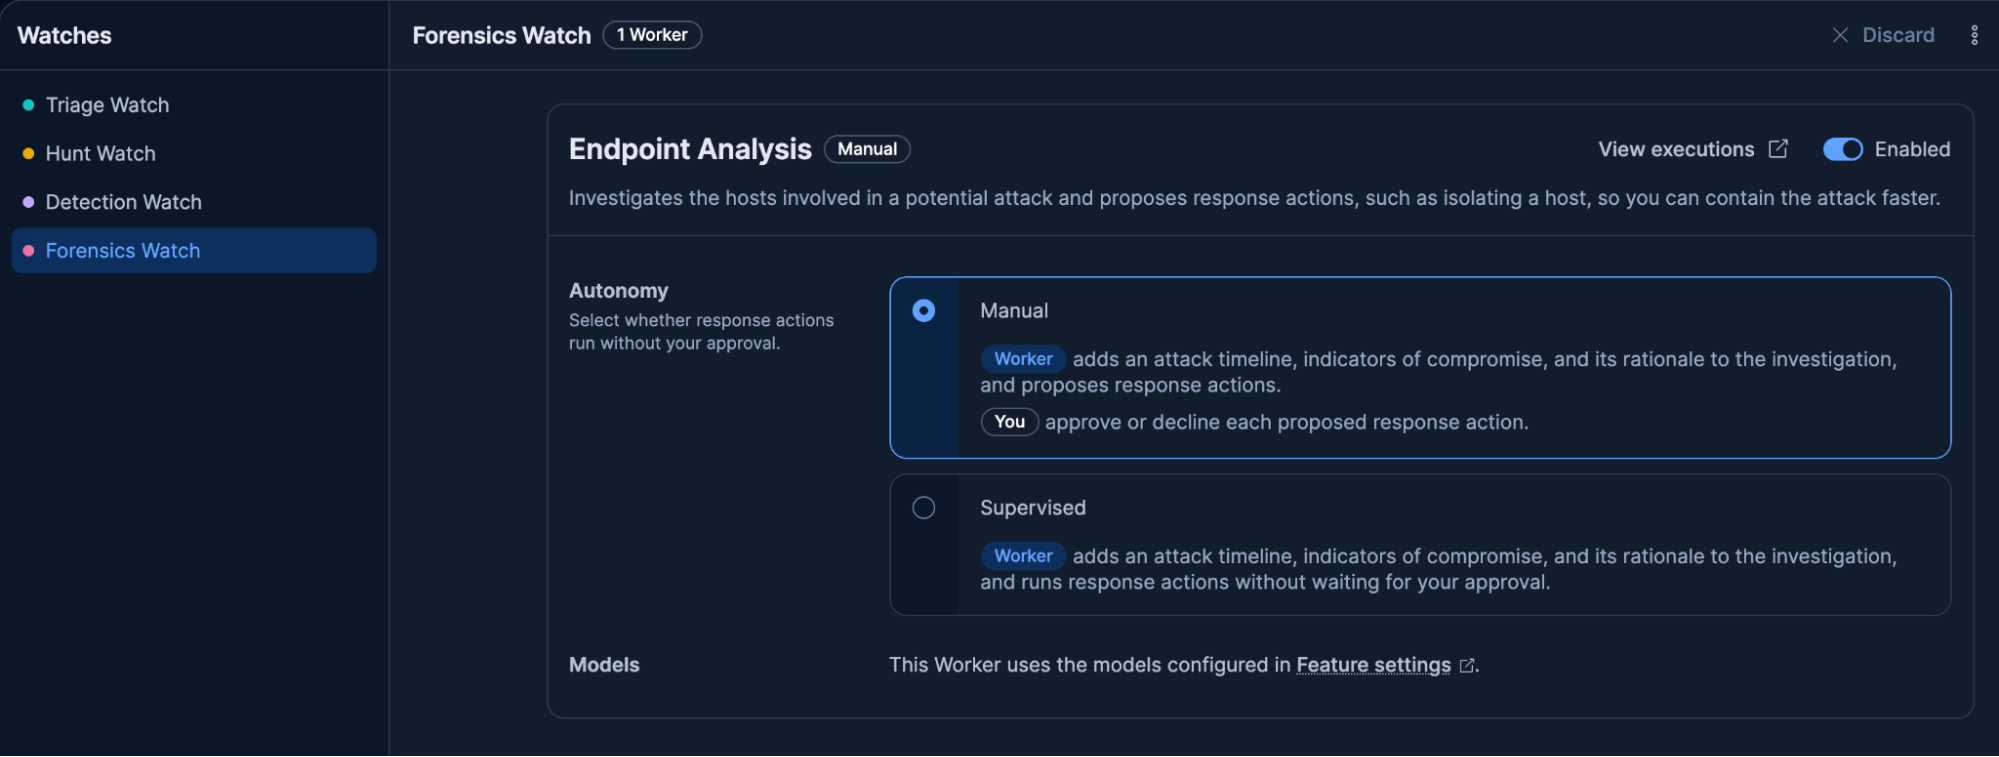 Watches
Forensics Watch 1 Worker
Discard
Triage Watch
Hunt Watch
Detection Watch
Forensics Watch
Endpoint Analysis Manual
View executions
Enabled
Investigates the hosts involved in a potential attack and proposes response actions, such as isolating a host, so you can contain the attack faster.
Autonomy
Select whether response actions
run without your approval.
Manual
Worker adds an attack timeline, indicators of compromise, and its rationale to the investigation,
and proposes response actions.
You approve or decline each proposed response action.
Supervised
Worker adds an attack timeline, indicators of compromise, and its rationale to the investigation,
and runs response actions without waiting for your approval.
Models
This Worker uses the models configured in Feature settings .